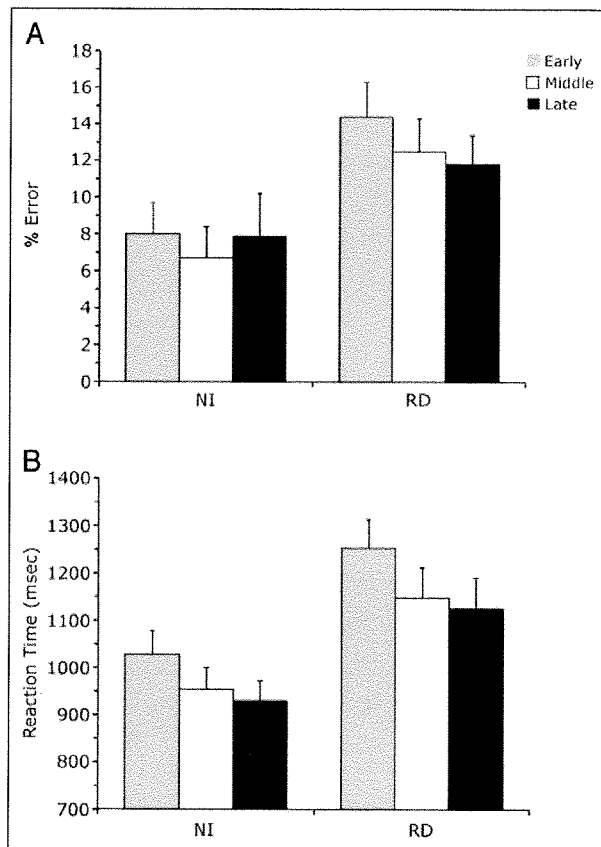 A
18
16
14
12
10
8
6
4
2
0
% Error
Early
Middle
Late
NI RD
B
1400
1300
1200
1100
1000
900
800
700
Reaction Time (msec)
NI RD